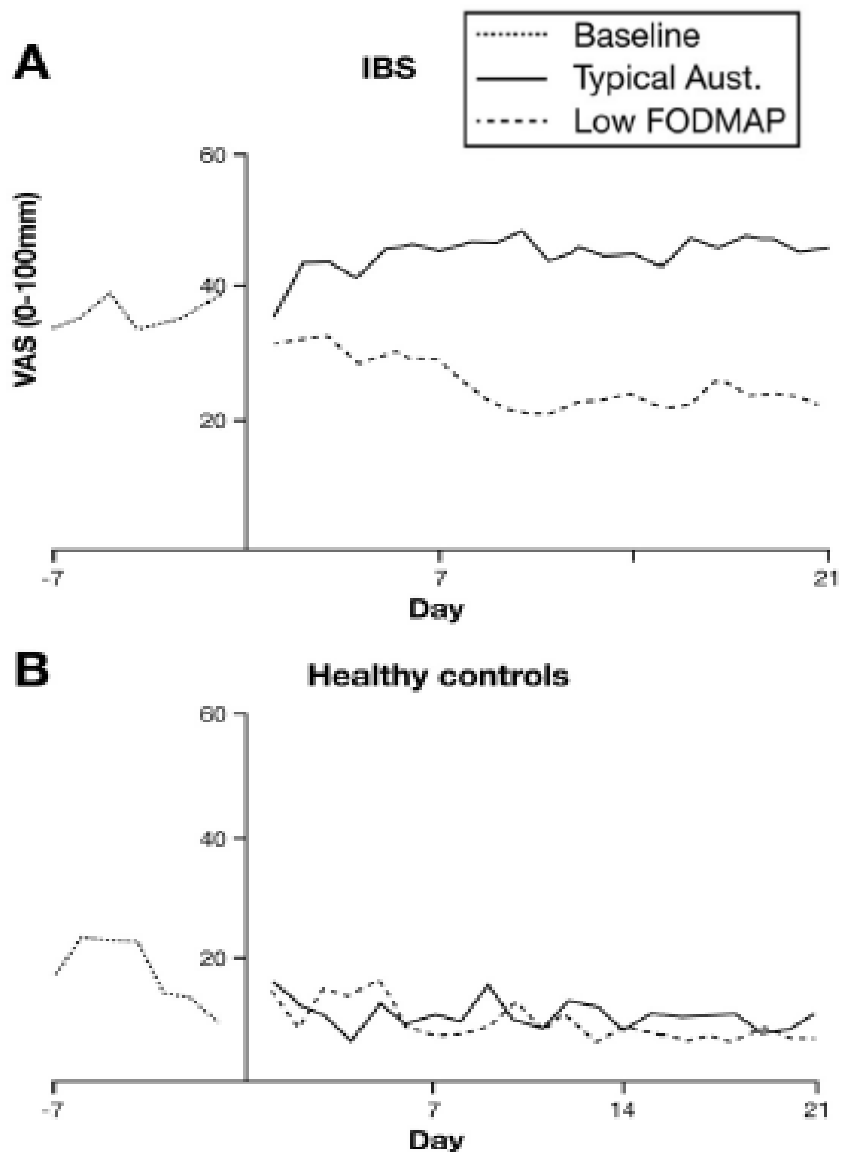 A
IBS
Baseline
Typical Aust.
Low FODMAP
VAS (0-100mm)
60
40
20
-7
7
21
Day
B
Healthy controls
60
40
20
-7
7
14
21
Day